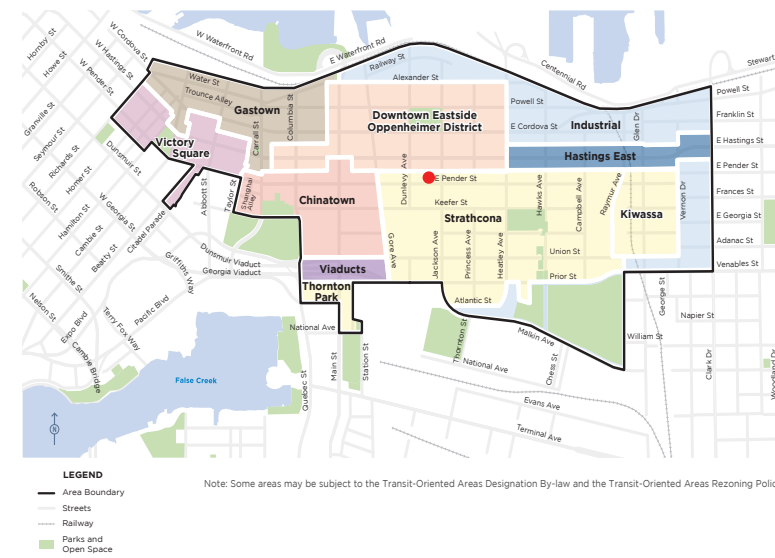 Hornby St
Howe St
W Cordova St
W Hastings St
W Pender St
Granville St
Seymour St
Richards St
Homer St
Robson St
Hamilton St
Cambie St
Beatty St
Smithe St
Nelson St
Expo Blvd
Cambie Bridge
Terry Fox Way
Pacific Blvd
Griffiths Way
Citadel Parade
W Georgia St
Dunsmuir St
W Waterfront Rd
E Waterfront Rd
Railway St
Alexander St
Centennial Rd
Stewart
Water St
Trounce Alley
Gastown
Columbia St
Carrall St
Victory
Square
Abbott St
Taylor St
Shanghai
Alley
Downtown Eastside
Oppenheimer District
Powell St
E Cordova St
Industrial
Glen Dr
Hastings East
Powell St
Franklin St
E Hastings St
E Pender St
Frances St
E Georgia St
Adanac St
Venables St
Chinatown
Dunlevy Ave
E Pender St
Keefer St
Strathcona
Hawks Ave
Campbell Ave
Raymur Ave
Kiwassa
Vernon Dr
Gore Ave
Jackson Ave
Princess Ave
Heatley Ave
Union St
Prior St
Dunsmuir Viaduct
Georgia Viaduct
Viaducts
Thornton
Park
Atlantic St
National Ave
Main St
Station St
Quebec St
Thornton St
National Ave
Malkin Ave
Chess St
Evans Ave
Terminal Ave
George St
Napier St
William St
Clark Dr
Woodland Dr
False Creek
N
LEGEND
Area Boundary
Streets
Railway
Parks and
Open Space
Note: Some areas may be subject to the Transit-Oriented Areas Designation By-law and the Transit-Oriented Areas Rezoning Polic